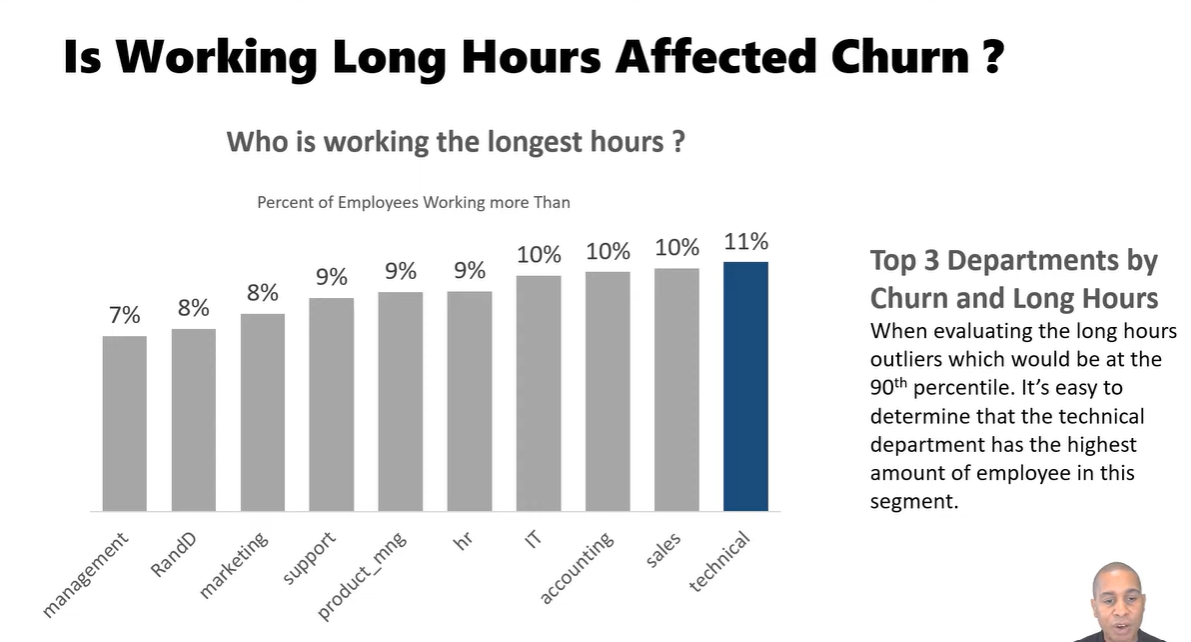 Is Working Long Hours Affected Churn ?
Who is working the longest hours ?
Percent of Employees Working more Than
7%
8%
8%
9%
9%
9%
10%
10%
10%
11%
management
RandD
marketing
support
product_mng
hr
IT
accounting
sales
technical
Top 3 Departments by
Churn and Long Hours
When evaluating the long hours
outliers which would be at the
90th percentile. It’s easy to
determine that the technical
department has the highest
amount of employee in this
segment.